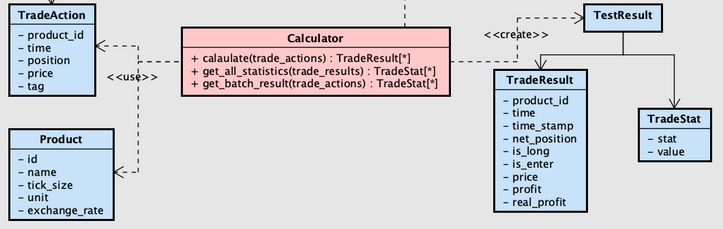 TradeAction
- product_id
- time
- position
- price
- tag
<<use>>
Product
- id
- name
- tick_size
- unit
- exchange_rate
Calculator
+ calaulate(trade_actions) : TradeResult[*]
+ get_all_statistics(trade_results) : TradeStat[*]
+ get_batch_result(trade_actions) : TradeStat[*]
<<create>>
TestResult
TradeResult
- product_id
- time
- time_stamp
- net_position
- is_long
- is_enter
- price
- profit
- real_profit
TradeStat
- stat
- value